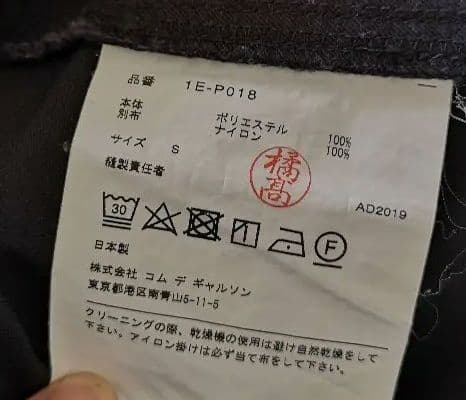 品番 1E-P018
本体 ポリエステル 100%
別布 ナイロン 100%
サイズ S
縫製責任者 橘高
AD2019
30
F
日本製
株式会社 コム デ ギャルソン
東京都港区南青山5-11-5
クリーニングの際、乾燥機の使用は避け自然乾燥をして
下さい。アイロン掛けは必ず当て布をして下さい。